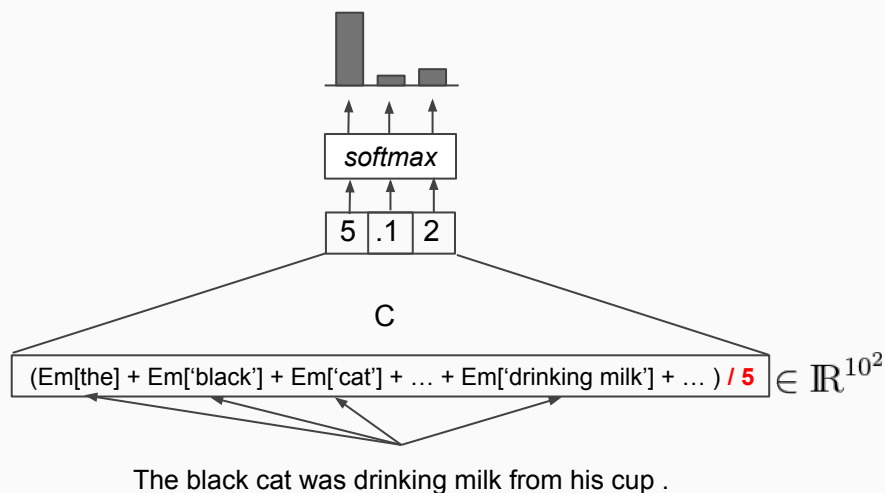 softmax
5 .1 2
C
(Em[the] + Em['black'] + Em['cat'] + … + Em['drinking milk'] + … ) / 5 ∈ ℝ^10^2
The black cat was drinking milk from his cup .